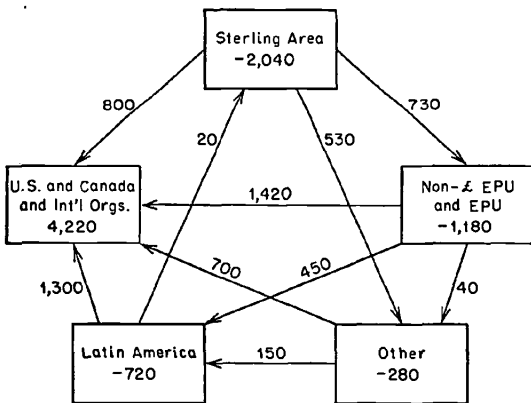 Sterling Area
-2,040
800
730
20
530
U.S. and Canada
and Int'l Orgs.
4,220
1,420
Non-£ EPU
and EPU
-1,180
1,300
700
450
40
Latin America
-720
150
Other
-280